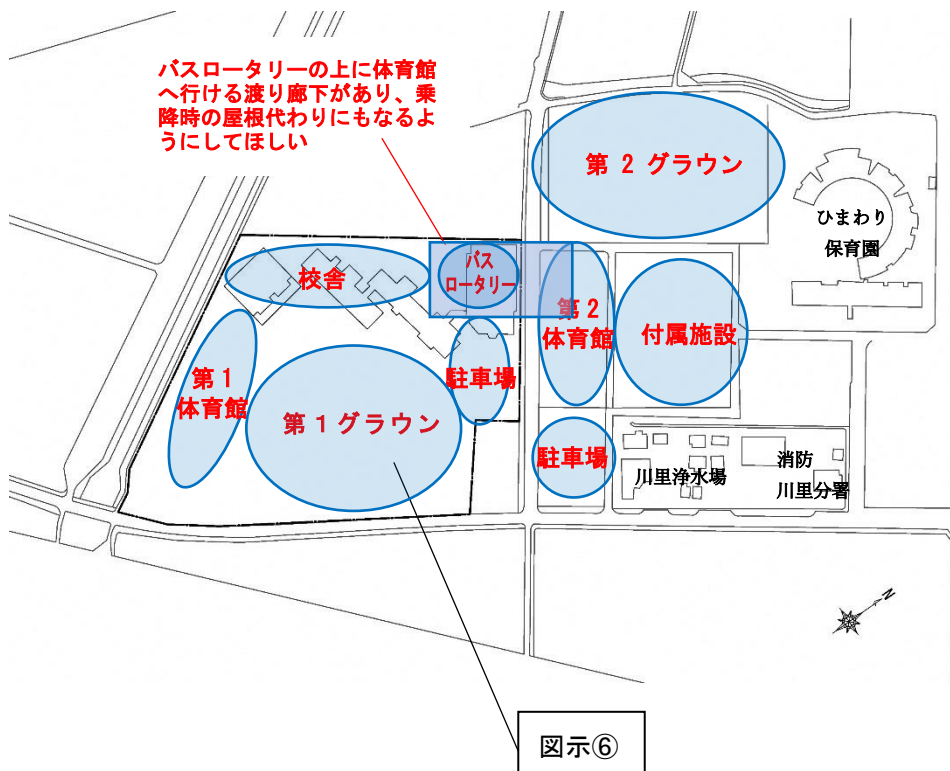 バスロータリーの上に体育館
へ行ける渡り廊下があり、乗
降時の屋根代わりにもなるよ
うにしてほしい
第 2 グラウン
ひまわり
保育園
校舎
バス
ロータリー
第2
体育館
付属施設
第1
体育館
駐車場
第1グラウン
駐車場
川里浄水場
消防
川里分署
N
図示⑥